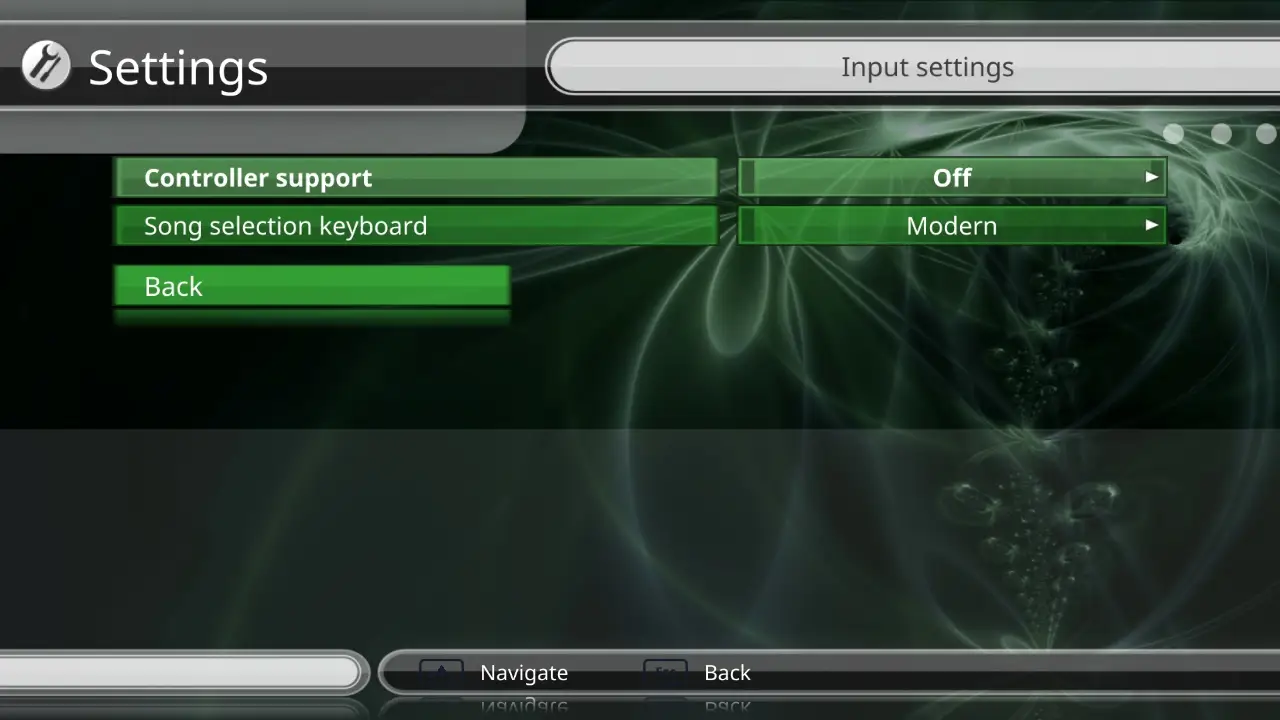 Settings
Input settings
Controller support
Off
Song selection keyboard
Modern
Back
Navigate
Back